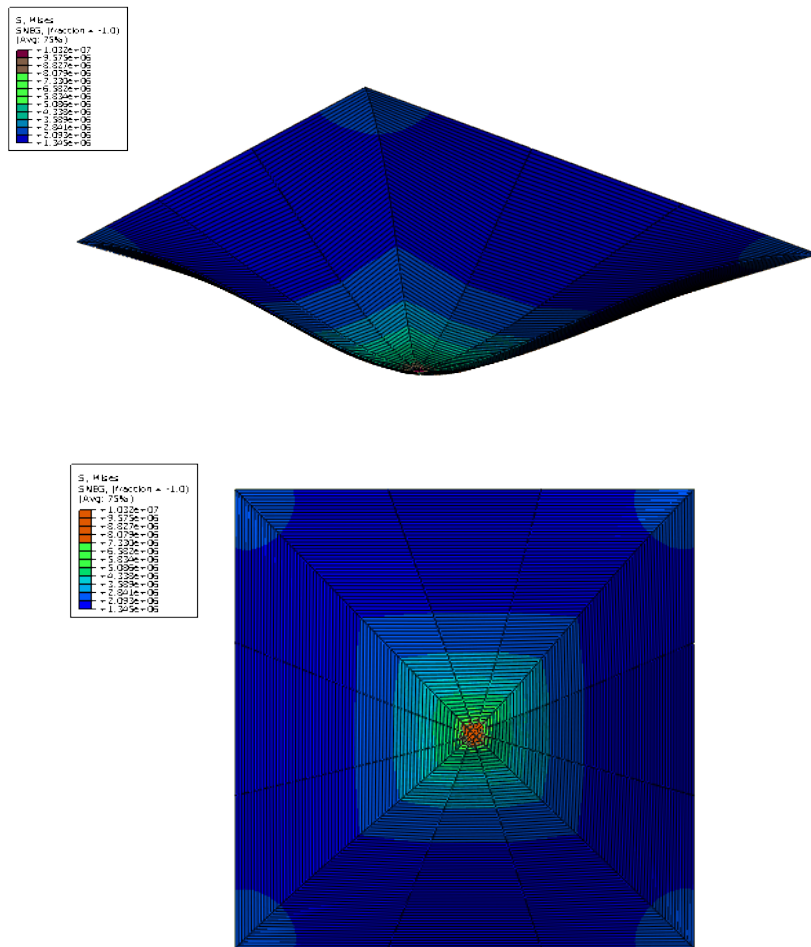 S, Mises
SNEG, (fraction = -1.0)
(Avg: 75%)
+1.032e+07
+9.575e+06
+8.827e+06
+8.079e+06
+7.330e+06
+6.582e+06
+5.834e+06
+5.086e+06
+4.338e+06
+3.589e+06
+2.841e+06
+2.093e+06
+1.345e+06
S, Mises
SNEG, (fraction = -1.0)
(Avg: 75%)
+1.032e+07
+9.575e+06
+8.827e+06
+8.079e+06
+7.330e+06
+6.582e+06
+5.834e+06
+5.086e+06
+4.338e+06
+3.589e+06
+2.841e+06
+2.093e+06
+1.345e+06